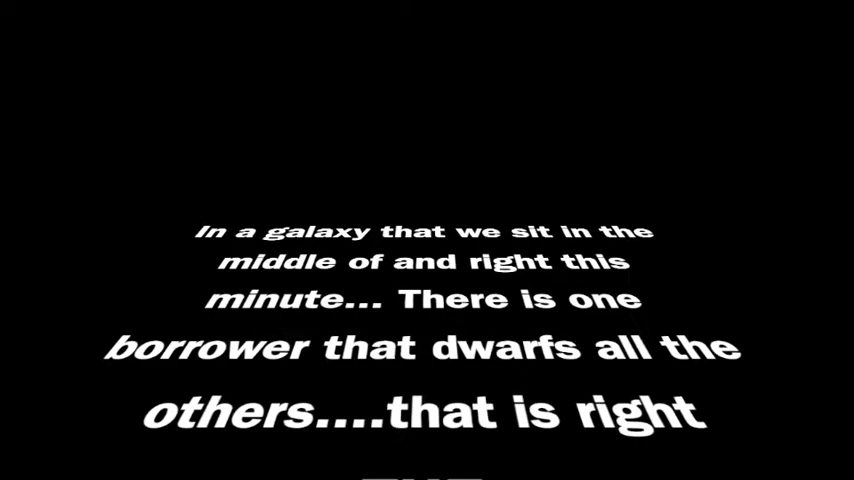 In a galaxy that we sit in the
middle of and right this
minute... There is one
borrower that dwarfs all the
others....that is right